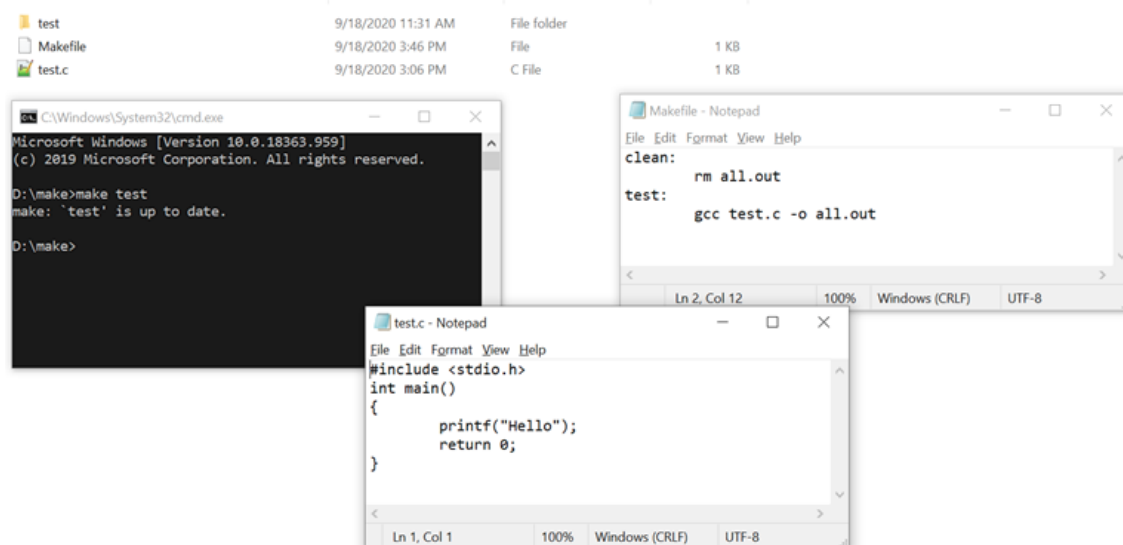 test 9/18/2020 11:31 AM File folder
Makefile 9/18/2020 3:46 PM File 1 KB
test.c 9/18/2020 3:06 PM C File 1 KB
C:\Windows\System32\cmd.exe
Microsoft Windows [Version 10.0.18363.959]
(c) 2019 Microsoft Corporation. All rights reserved.
D:\make>make test
make: `test' is up to date.
D:\make>
Makefile - Notepad
File Edit Format View Help
clean:
rm all.out
test:
gcc test.c -o all.out
Ln 2, Col 12 100% Windows (CRLF) UTF-8
test.c - Notepad
File Edit Format View Help
#include <stdio.h>
int main()
{
printf("Hello");
return 0;
}
Ln 1, Col 1 100% Windows (CRLF) UTF-8